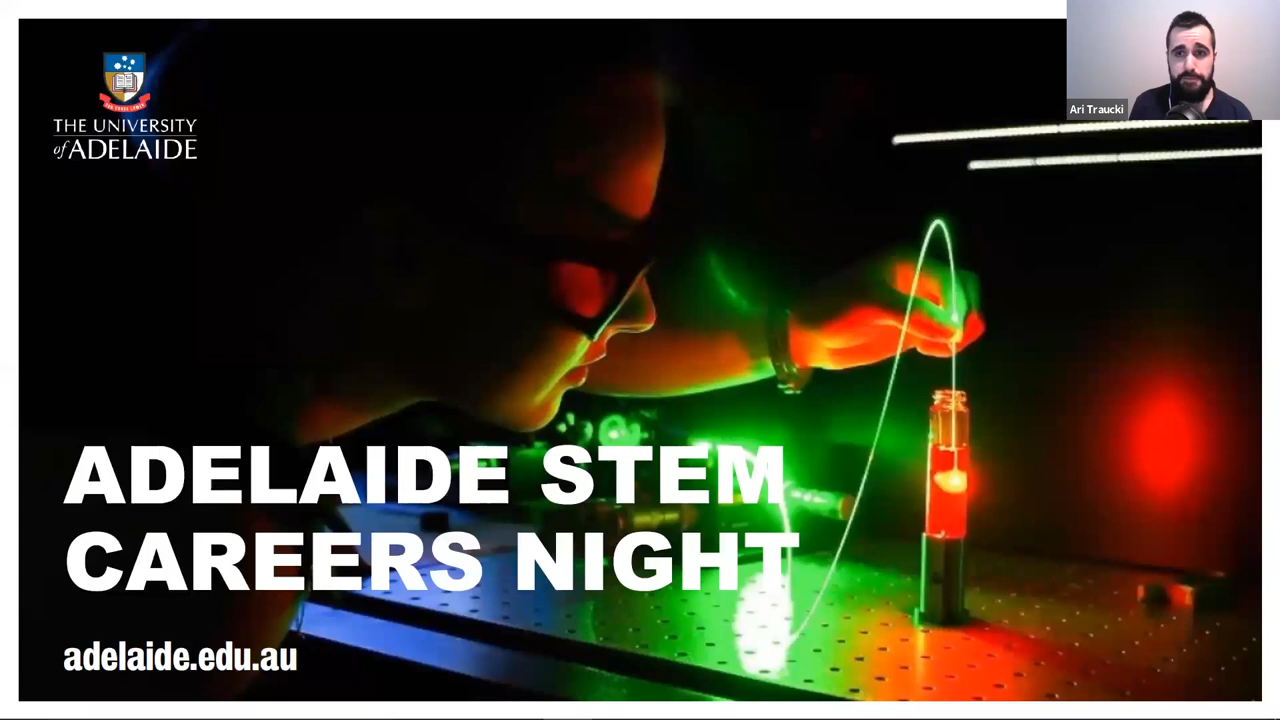 THE UNIVERSITY
of ADELAIDE
Ari Traucki
ADELAIDE STEM
CAREERS NIGHT
adelaide.edu.au